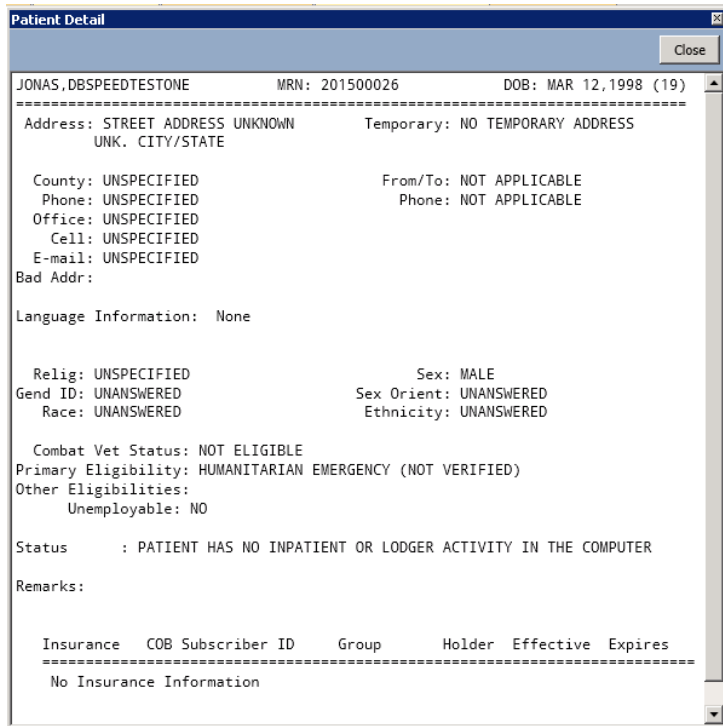 Patient Detail
Close
JONAS,DBSPEEDTESTONE MRN: 201500026 DOB: MAR 12,1998 (19)
==============================================================================
Address: STREET ADDRESS UNKNOWN Temporary: NO TEMPORARY ADDRESS
UNK. CITY/STATE
County: UNSPECIFIED From/To: NOT APPLICABLE
Phone: UNSPECIFIED Phone: NOT APPLICABLE
Office: UNSPECIFIED
Cell: UNSPECIFIED
E-mail: UNSPECIFIED
Bad Addr:
Language Information: None
Relig: UNSPECIFIED Sex: MALE
Gend ID: UNANSWERED Sex Orient: UNANSWERED
Race: UNANSWERED Ethnicity: UNANSWERED
Combat Vet Status: NOT ELIGIBLE
Primary Eligibility: HUMANITARIAN EMERGENCY (NOT VERIFIED)
Other Eligibilities:
Unemployable: NO
Status : PATIENT HAS NO INPATIENT OR LODGER ACTIVITY IN THE COMPUTER
Remarks:
Insurance COB Subscriber ID Group Holder Effective Expires
===========================================================================
No Insurance Information